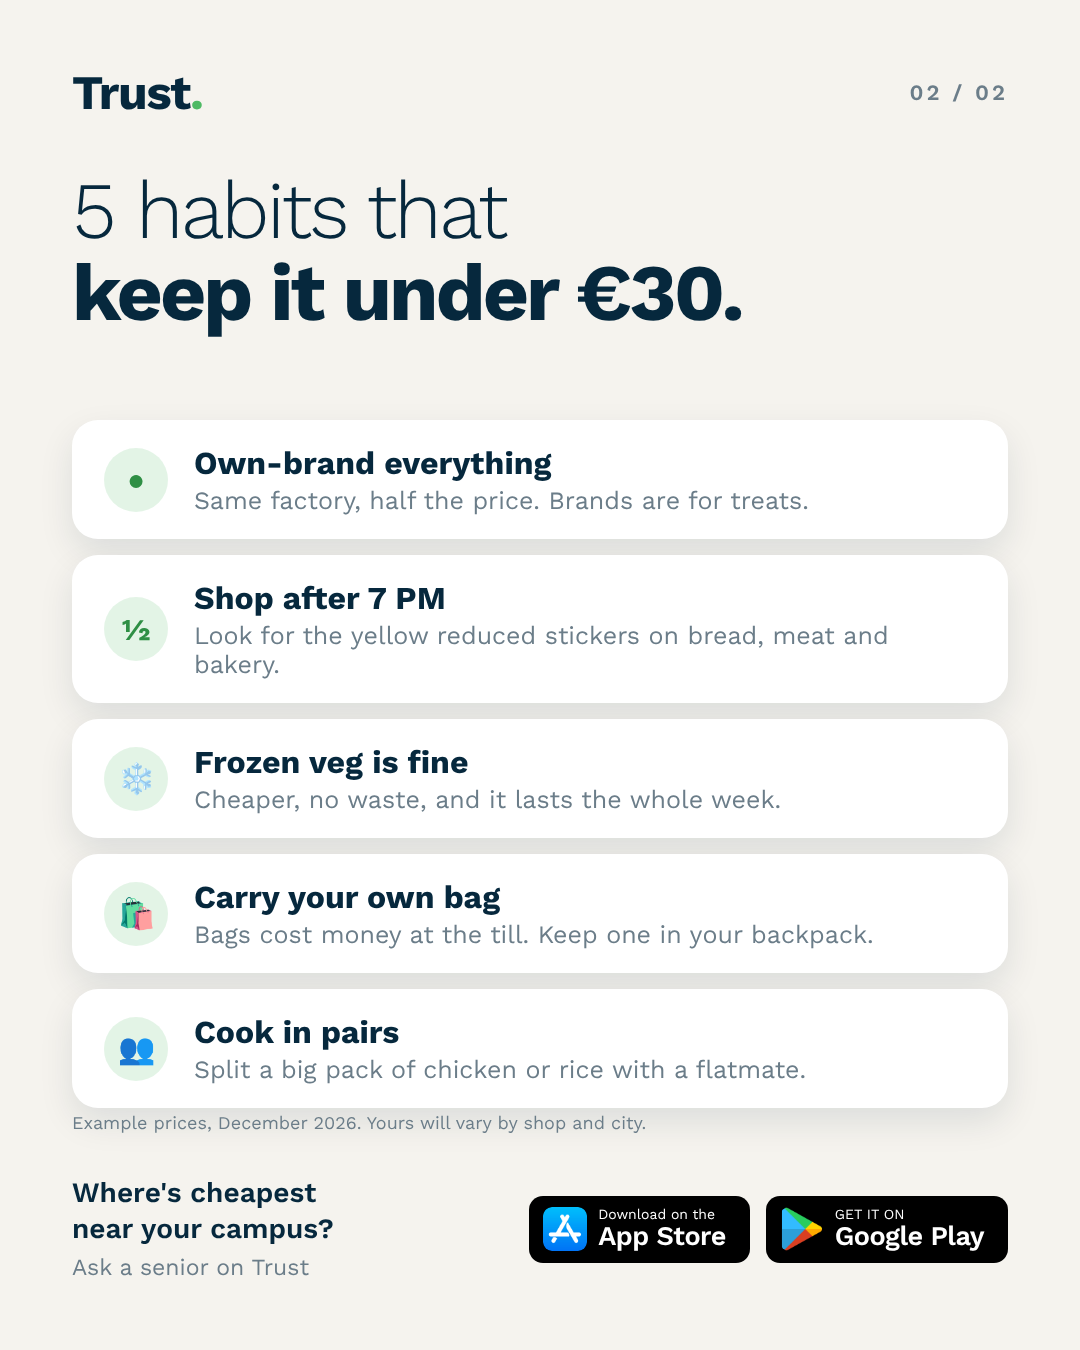 Trust.
02 / 02
5 habits that
keep it under €30.
Own-brand everything
Same factory, half the price. Brands are for treats.
½
Shop after 7 PM
Look for the yellow reduced stickers on bread, meat and
bakery.
Frozen veg is fine
Cheaper, no waste, and it lasts the whole week.
Carry your own bag
Bags cost money at the till. Keep one in your backpack.
Cook in pairs
Split a big pack of chicken or rice with a flatmate.
Example prices, December 2026. Yours will vary by shop and city.
Where's cheapest
near your campus?
Ask a senior on Trust
Download on the
App Store
GET IT ON
Google Play